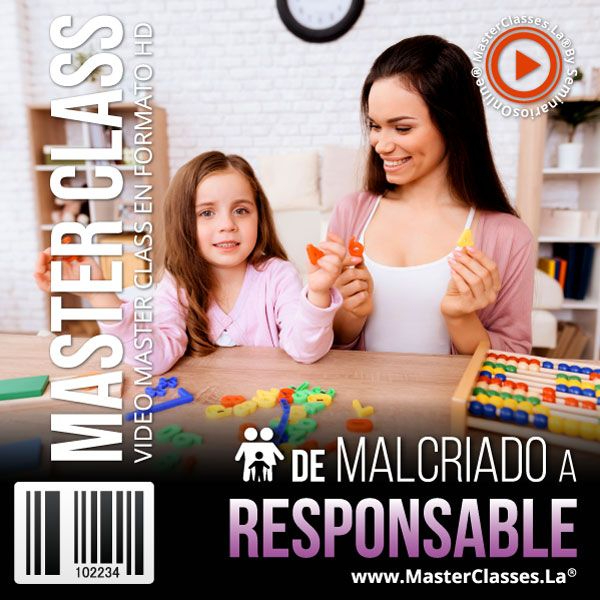 MASTER CLASS
VIDEO MASTER CLASS EN FORMATO HD
MasterClasses.La®By SeminariosOnline®
DE MALCRIADO A
RESPONSABLE
www.MasterClasses.La®
102234